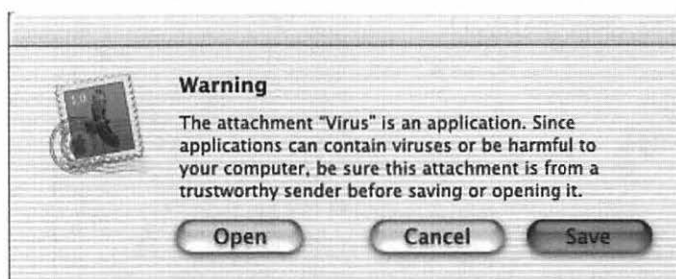 Warning
The attachment "Virus" is an application. Since
applications can contain viruses or be harmful to
your computer, be sure this attachment is from a
trustworthy sender before saving or opening it.
Open Cancel Save